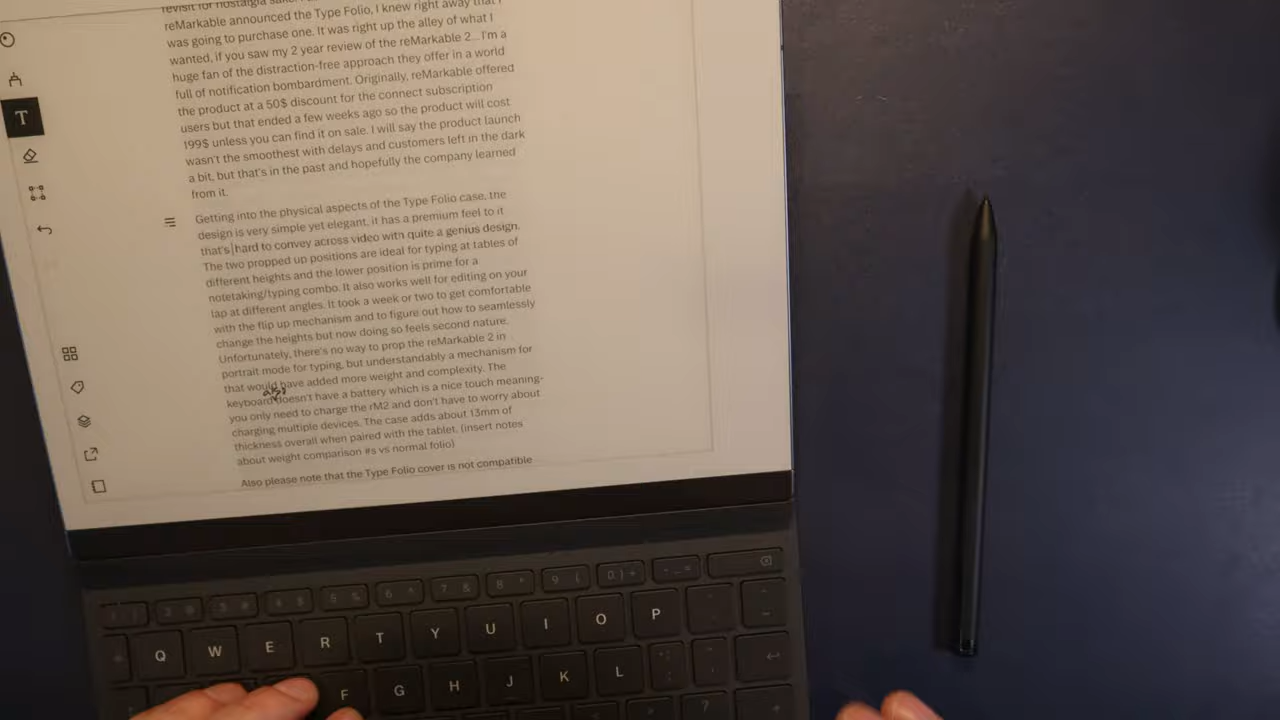 revisit for nostalgia
reMarkable announced the Type Folio, I knew right away that I
was going to purchase one. It was right up the alley of what I
wanted, if you saw my 2 year review of the reMarkable 2... I'm a
huge fan of the distraction-free approach they offer in a world
full of notification bombardment. Originally, reMarkable offered
the product at a 50$ discount for the connect subscription
users but that ended a few weeks ago so the product will cost
199$ unless you can find it on sale. I will say the product launch
wasn't the smoothest with delays and customers left in the dark
a bit, but that's in the past and hopefully the company learned
from it.
Getting into the physical aspects of the Type Folio case, the
design is very simple yet elegant, it has a premium feel to it
that's hard to convey across video with quite a genius design.
The two propped up positions are ideal for typing at tables of
different heights and the lower position is prime for a
notetaking/typing combo. It also works well for editing on your
lap at different angles. It took a week or two to get comfortable
with the flip up mechanism and to figure out how to seamlessly
change the heights but now doing so feels second nature.
Unfortunately, there's no way to prop the reMarkable 2 in
portrait mode for typing, but understandably a mechanism for
that would have added more weight and complexity. The
also
keyboard doesn't have a battery which is a nice touch meaning-
you only need to charge the rM2 and don't have to worry about
charging multiple devices. The case adds about 13mm of
thickness overall when paired with the tablet. (insert notes
about weight comparison #s vs normal folio)
Also please note that the Type Folio cover is not compatible
T
1 ! 2 @ 3 # 4 $ 5 % 6 ^ 7 & 8 * 9 ( 0 ) - _
Q W E R T Y U I O P
F G H J K L